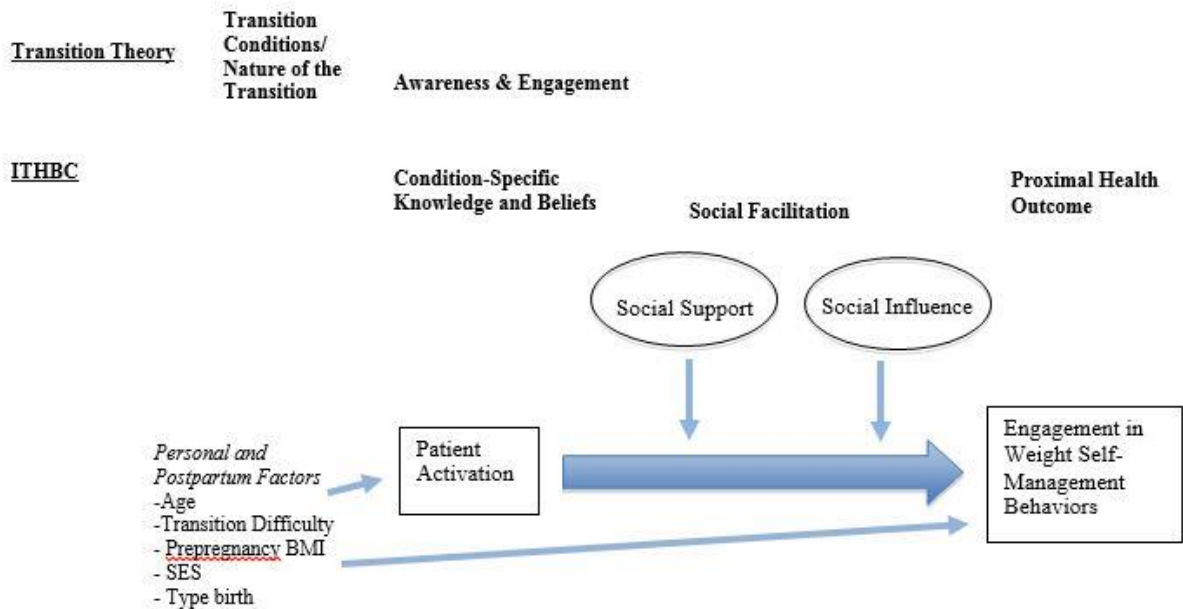 Transition Theory
Transition
Conditions/
Nature of the
Transition
Awareness & Engagement
ITHBC
Condition-Specific
Knowledge and Beliefs
Social Facilitation
Proximal Health
Outcome
Social Support
Social Influence
Personal and
Postpartum Factors
-Age
-Transition Difficulty
- Prepregnancy BMI
- SES
- Type birth
Patient
Activation
Engagement in
Weight Self-
Management
Behaviors